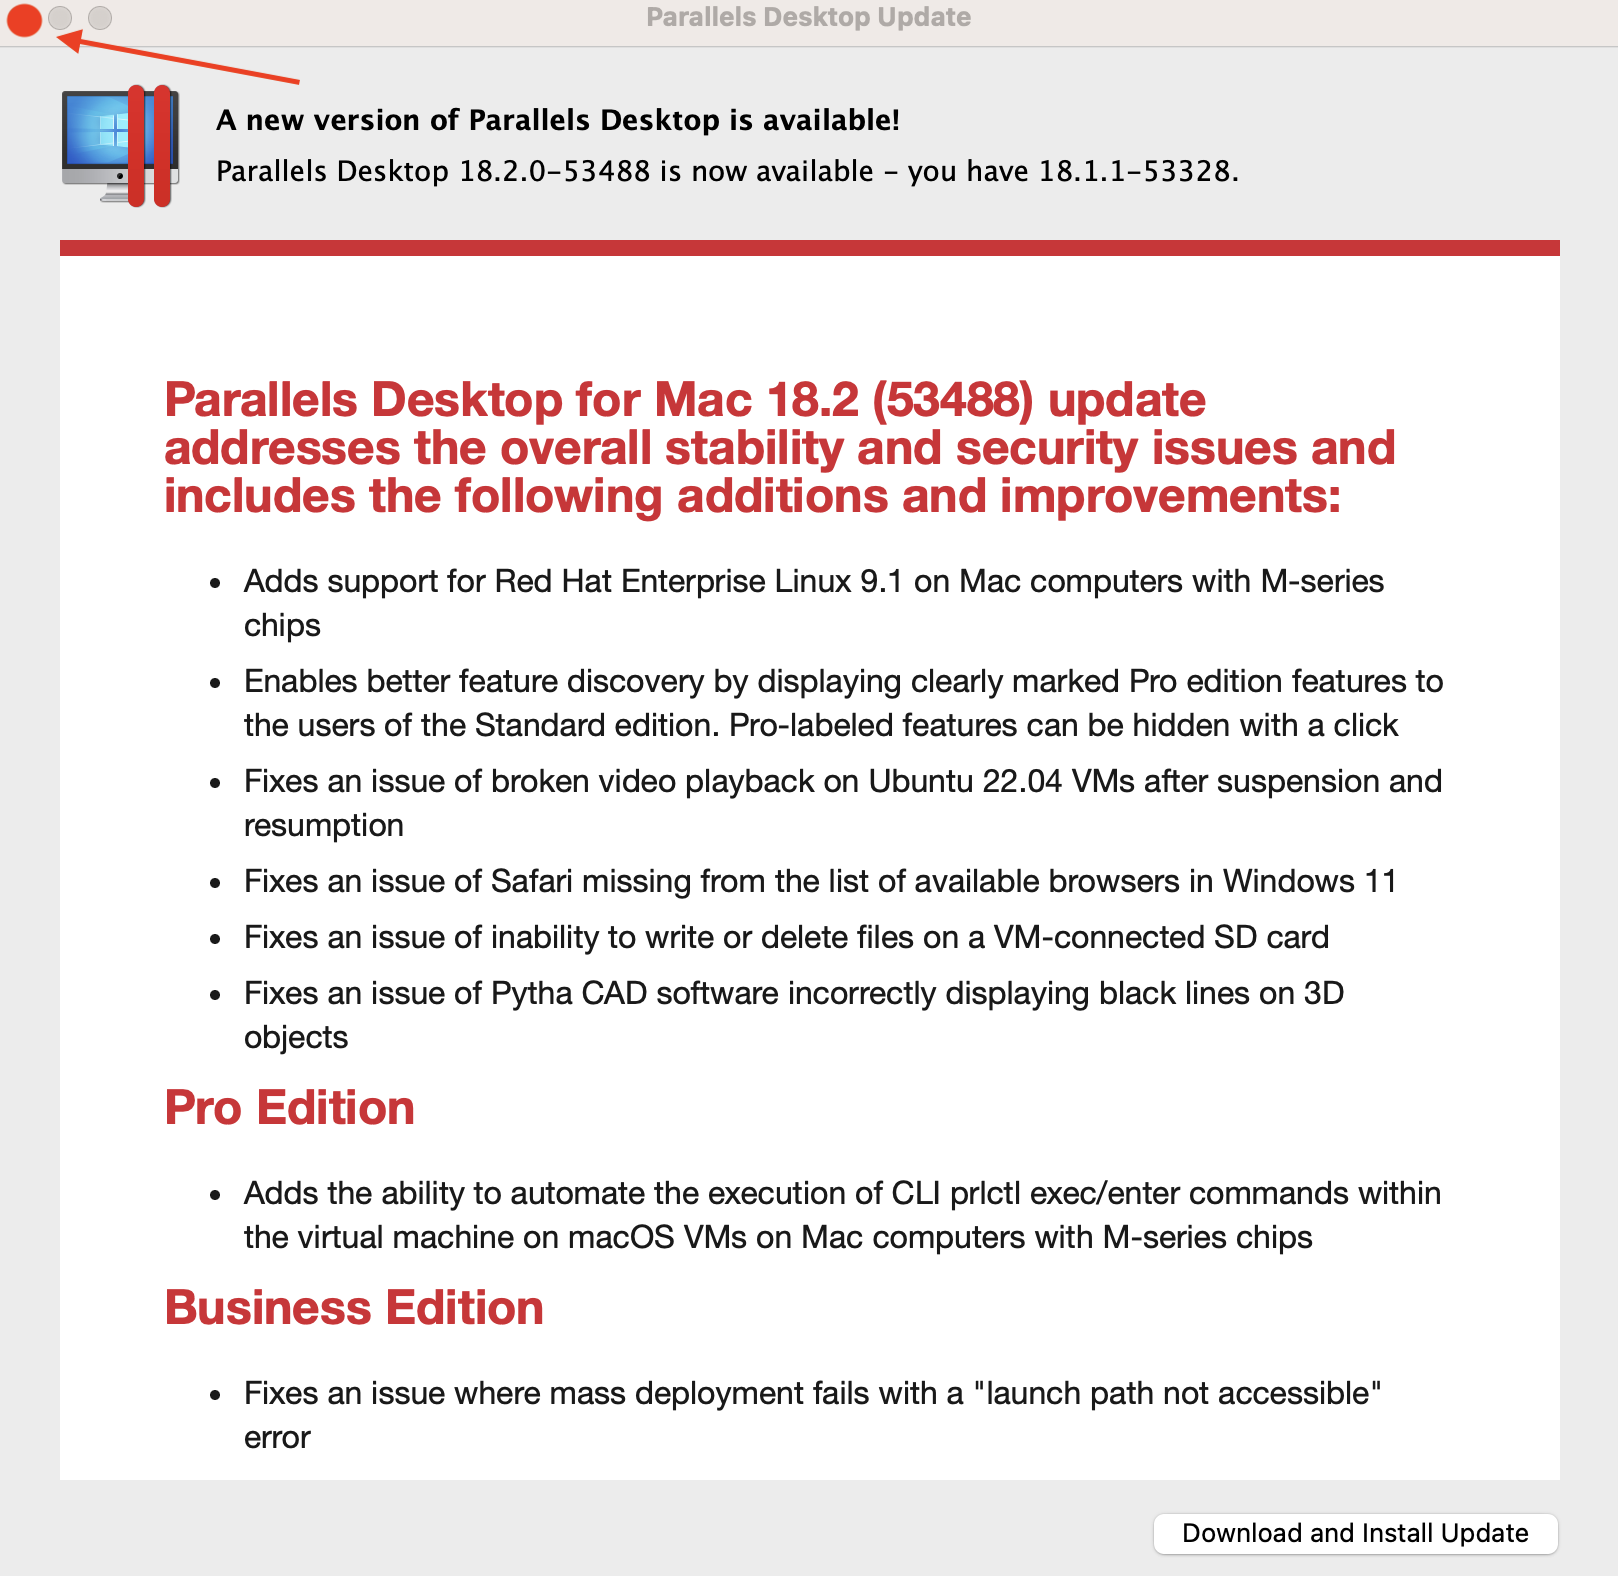 Parallels Desktop Update
A new version of Parallels Desktop is available!
Parallels Desktop 18.2.0-53488 is now available – you have 18.1.1-53328.
Parallels Desktop for Mac 18.2 (53488) update
addresses the overall stability and security issues and
includes the following additions and improvements:
• Adds support for Red Hat Enterprise Linux 9.1 on Mac computers with M-series
chips
• Enables better feature discovery by displaying clearly marked Pro edition features to
the users of the Standard edition. Pro-labeled features can be hidden with a click
• Fixes an issue of broken video playback on Ubuntu 22.04 VMs after suspension and
resumption
• Fixes an issue of Safari missing from the list of available browsers in Windows 11
• Fixes an issue of inability to write or delete files on a VM-connected SD card
• Fixes an issue of Pytha CAD software incorrectly displaying black lines on 3D
objects
Pro Edition
• Adds the ability to automate the execution of CLI prlctl exec/enter commands within
the virtual machine on macOS VMs on Mac computers with M-series chips
Business Edition
• Fixes an issue where mass deployment fails with a "launch path not accessible"
error
Download and Install Update